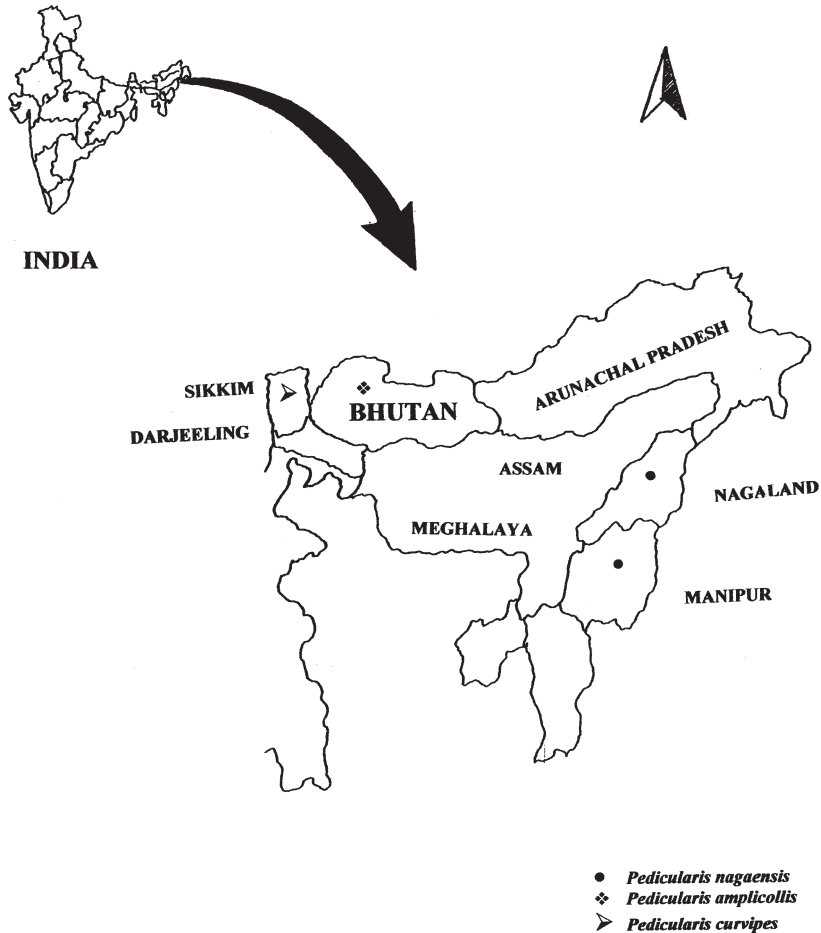 INDIA
ARUNACHAL PRADESH
SIKKIM
BHUTAN
DARJEELING
ASSAM
NAGALAND
MEGHALAYA
MANIPUR
Pedicularis nagaensis
Pedicularis amplicollis
Pedicularis curvipes